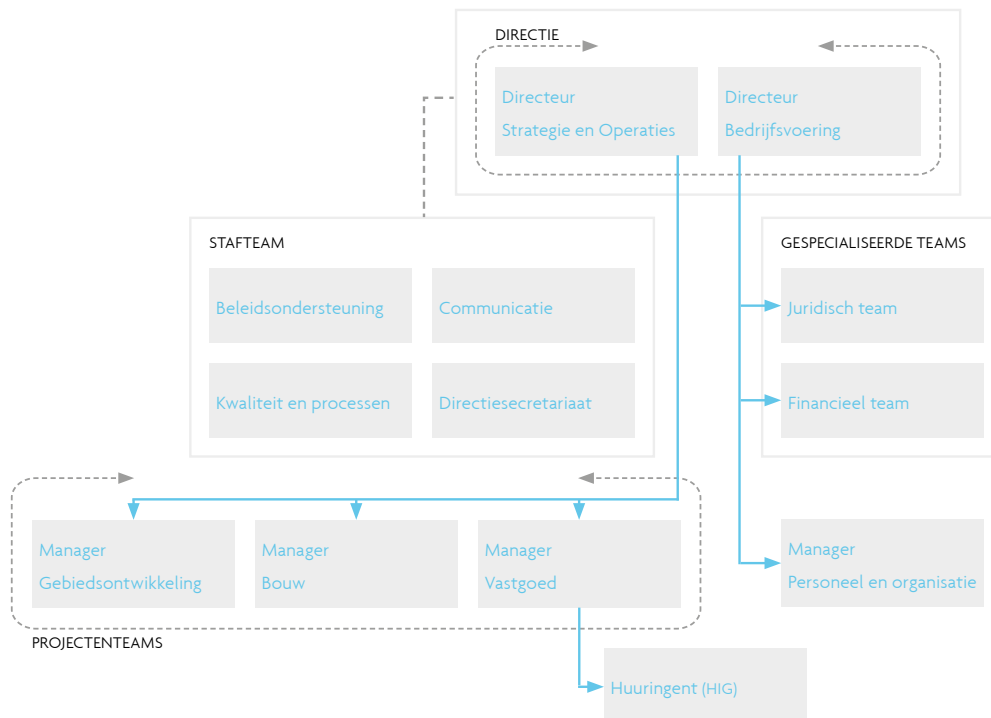 DIRECTIE
Directeur
Strategie en Operaties
Directeur
Bedrijfsvoering
STAFTEAM
Beleidsondersteuning
Communicatie
Kwaliteit en processen
Directiesecretariaat
GESPECIALISEERDE TEAMS
Juridisch team
Financieel team
Manager
Gebiedsontwikkeling
Manager
Bouw
Manager
Vastgoed
Manager
Personeel en organisatie
PROJECTENTEAMS
Huuringent (HIG)